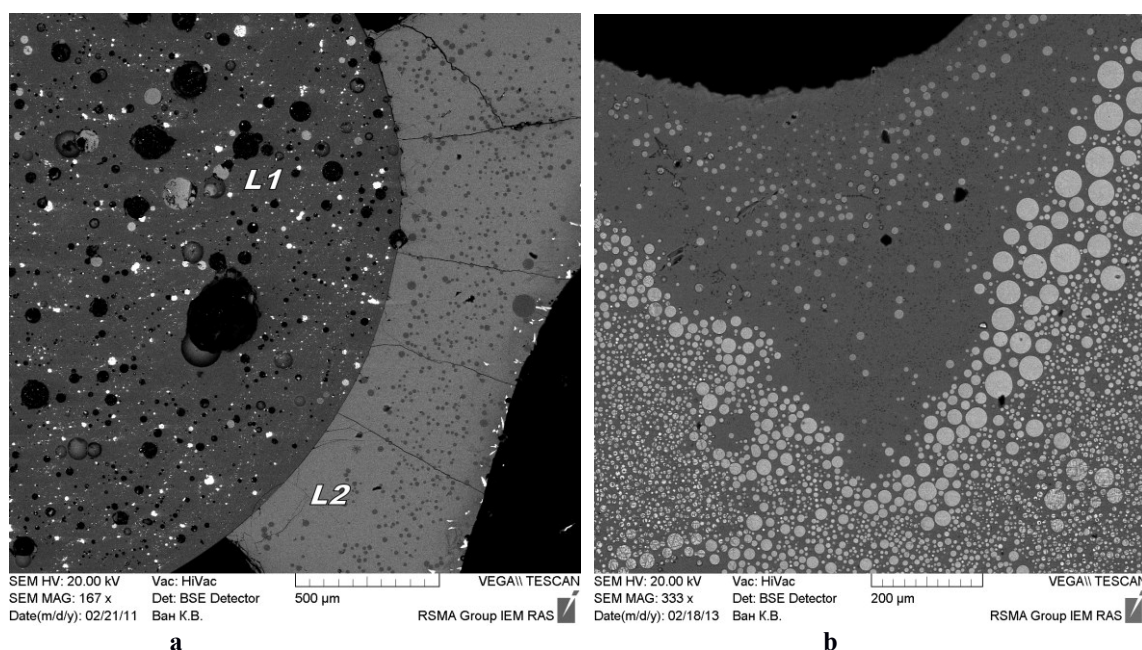 L1
L2
SEM HV: 20.00 kV Vac: HiVac
SEM MAG: 167 x Det: BSE Detector 500 µm VEGA\\ TESCAN
Date(m/d/y): 02/21/11 Ван К.В. RSMA Group IEM RAS
a
SEM HV: 20.00 kV Vac: HiVac
SEM MAG: 333 x Det: BSE Detector 200 µm VEGA\\ TESCAN
Date(m/d/y): 02/18/13 Ван К.В. RSMA Group IEM RAS
b